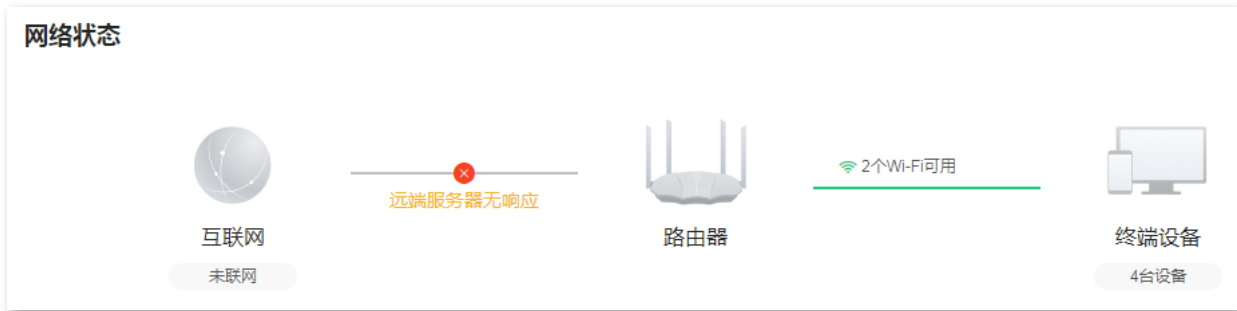 网络状态
2个Wi-Fi可用
远端服务器无响应
互联网
路由器
终端设备
未联网
4台设备